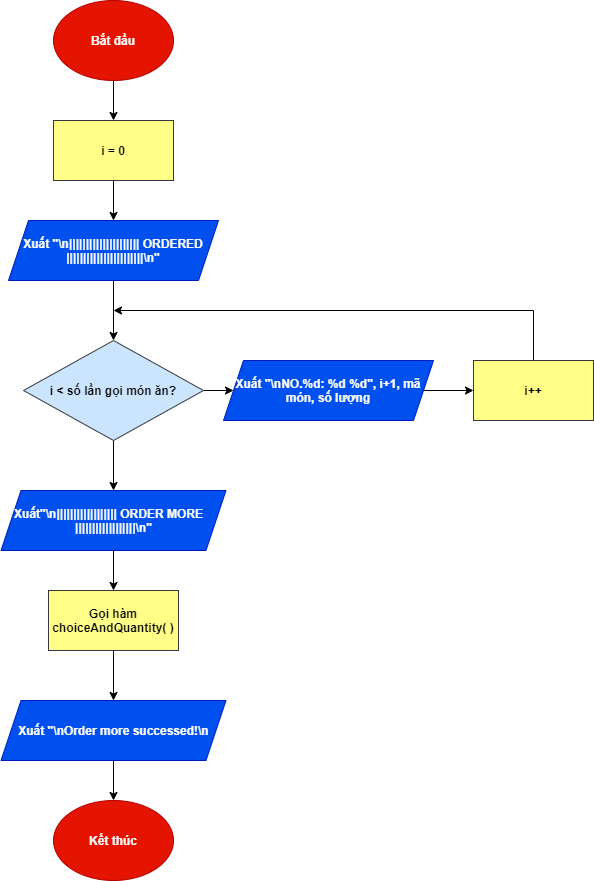 Bắt đầu
i = 0
Xuất "\n||||||||||||||||||||| ORDERED
|||||||||||||||||||||||\n"
i < số lần gọi món ăn?
Xuất "\nNO.%d: %d %d", i+1, mã
món, số lượng
i++
Xuất"\n|||||||||||||||||| ORDER MORE
||||||||||||||||||\n"
Gọi hàm
choiceAndQuantity( )
Xuất "\nOrder more successed!\n
Kết thúc